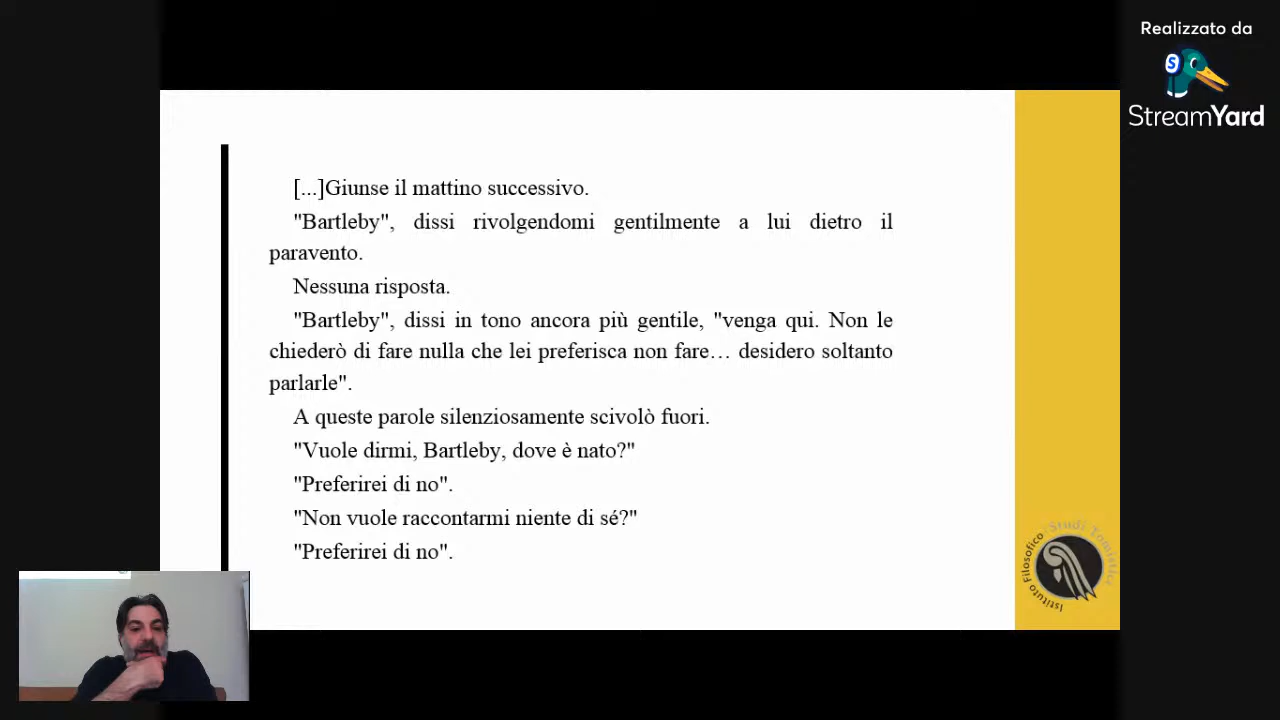 Realizzato da
StreamYard
[...]Giunse il mattino successivo.
"Bartleby", dissi rivolgendomi gentilmente a lui dietro il
paravento.
Nessuna risposta.
"Bartleby", dissi in tono ancora più gentile, "venga qui. Non le
chiederò di fare nulla che lei preferisca non fare… desidero soltanto
parlarle".
A queste parole silenziosamente scivolò fuori.
"Vuole dirmi, Bartleby, dove è nato?"
"Preferirei di no".
"Non vuole raccontarmi niente di sé?"
"Preferirei di no".
Istituto Filosofico Studi Tomistici